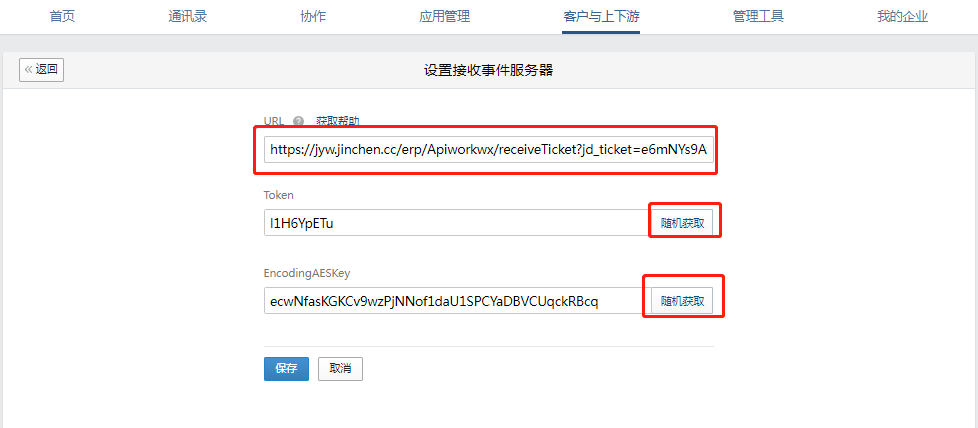 首页 通讯录 协作 应用管理 客户与上下游 管理工具 我的企业
«返回 设置接收事件服务器
URL ? 获取帮助
https://jyw.jinchen.cc/erp/Apiworkwx/receiveTicket?jd_ticket=e6mNYs9A
Token
l1H6YpETu 随机获取
EncodingAESKey
ecwNfasKGKCv9wzPjNNof1daU1SPCYaDBVCUqckRBcq 随机获取
保存 取消